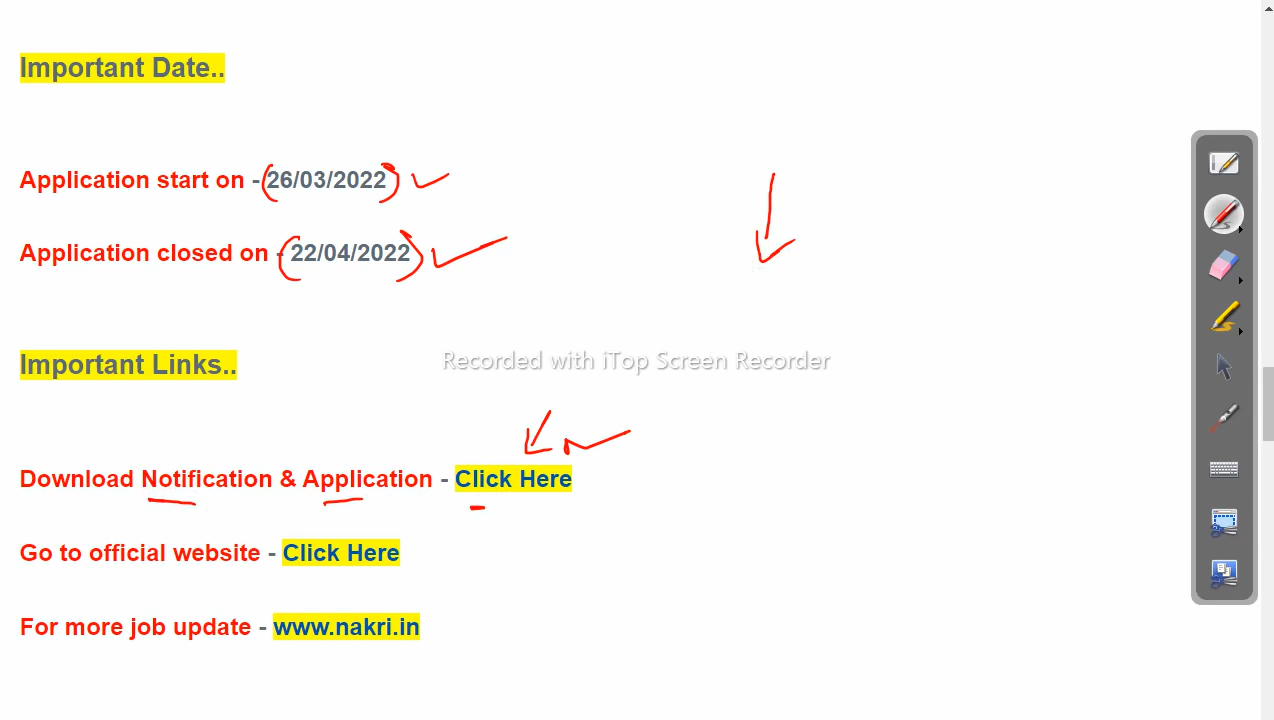 Important Date..
Application start on - 26/03/2022
Application closed on - 22/04/2022
Important Links..
Recorded with iTop Screen Recorder
Download Notification & Application - Click Here
Go to official website - Click Here
For more job update - www.nakri.in